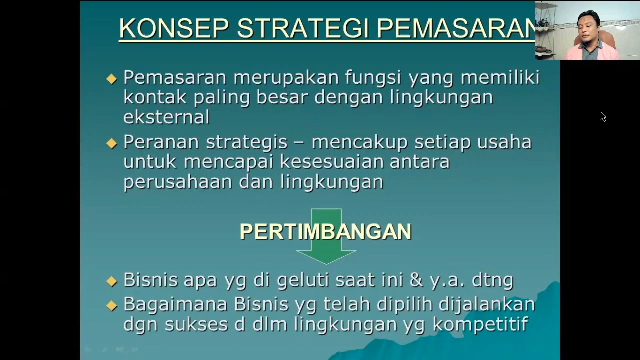 KONSEP STRATEGI PEMASARAN
Pemasaran merupakan fungsi yang memiliki
kontak paling besar dengan lingkungan
eksternal
Peranan strategis – mencakup setiap usaha
untuk mencapai kesesuaian antara
perusahaan dan lingkungan
PERTIMBANGAN
Bisnis apa yg di geluti saat ini & y.a. dtng
Bagaimana Bisnis yg telah dipilih dijalankan
dgn sukses d dlm lingkungan yg kompetitif